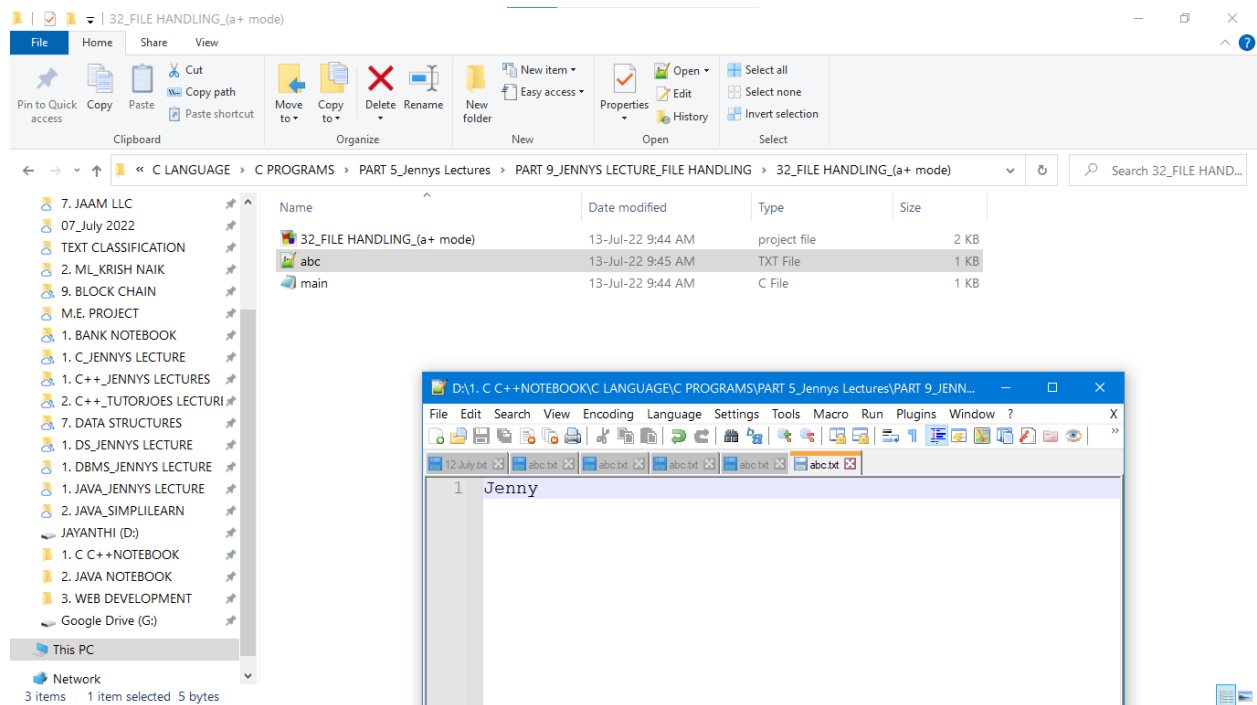 32_FILE HANDLING_(a+ mode)
File Home Share View
Pin to Quick access
Copy
Paste
Cut
Copy path
Paste shortcut
Move to
Copy to
Delete
Rename
New folder
New item
Easy access
Properties
Open
Edit
History
Select all
Select none
Invert selection
Clipboard Organize New Open Select
« C LANGUAGE > C PROGRAMS > PART 5_Jennys Lectures > PART 9_JENNYS LECTURE_FILE HANDLING > 32_FILE HANDLING_(a+ mode)
Search 32_FILE HAND...
7. JAAM LLC
07_July 2022
TEXT CLASSIFICATION
2. ML_KRISH NAIK
9. BLOCK CHAIN
M.E. PROJECT
1. BANK NOTEBOOK
1. C_JENNYS LECTURE
1. C++_JENNYS LECTURES
2. C++_TUTORJOES LECTURE
7. DATA STRUCTURES
1. DS_JENNYS LECTURE
1. DBMS_JENNYS LECTURE
1. JAVA_JENNYS LECTURE
2. JAVA_SIMPLILEARN
JAYANTHI (D:)
1. C C++NOTEBOOK
2. JAVA NOTEBOOK
3. WEB DEVELOPMENT
Google Drive (G:)
This PC
Network
Name Date modified Type Size
32_FILE HANDLING_(a+ mode) 13-Jul-22 9:44 AM project file 2 KB
abc 13-Jul-22 9:45 AM TXT File 1 KB
main 13-Jul-22 9:44 AM C File 1 KB
D:\1. C C++NOTEBOOK\C LANGUAGE\C PROGRAMS\PART 5_Jennys Lectures\PART 9_JENN...
File Edit Search View Encoding Language Settings Tools Macro Run Plugins Window ? X
12 July.txt abc.txt abc.txt abc.txt abc.txt abc.txt
1 Jenny
3 items 1 item selected 5 bytes